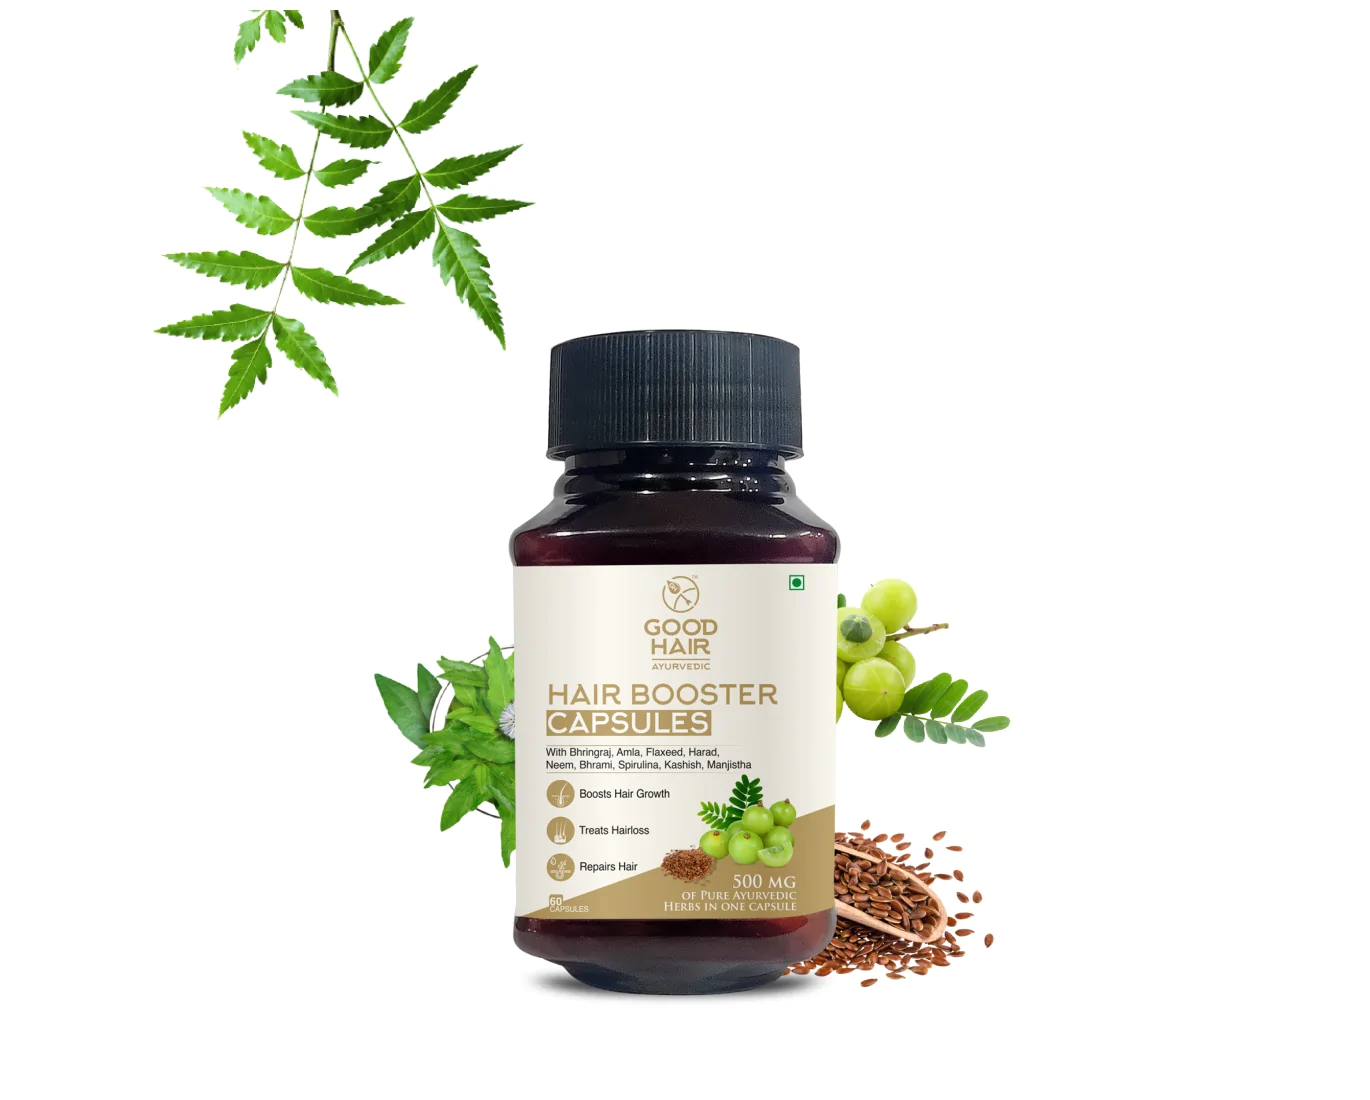 TM
GOOD
HAIR
AYURVEDIC
HAIR BOOSTER
CAPSULES
With Bhringraj, Amla, Flaxeed, Harad,
Neem, Bhrami, Spirulina, Kashish, Manjistha
Boosts Hair Growth
Treats Hairloss
Repairs Hair
500 MG
OF PURE AYURVEDIC
HERBS IN ONE CAPSULE
60
CAPSULES